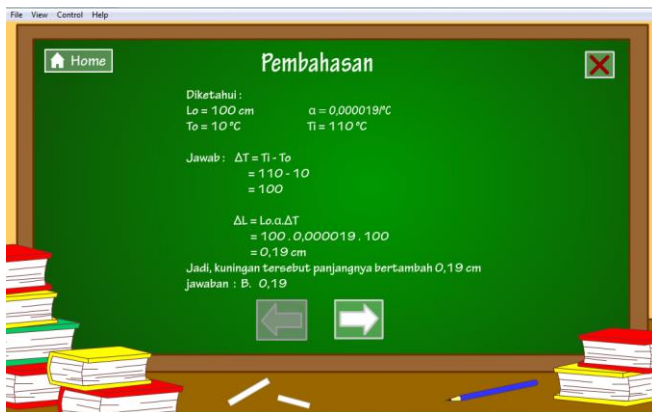 File View Control Help
Home
Pembahasan
Diketahui :
Lo = 100 cm α = 0,000019/°C
To = 10 °C Ti = 110 °C
Jawab : ΔT = Ti - To
= 110 - 10
= 100
ΔL = Lo.α.ΔT
= 100 . 0,000019 . 100
= 0,19 cm
Jadi, kuningan tersebut panjangnya bertambah 0,19 cm
jawaban : B. 0,19